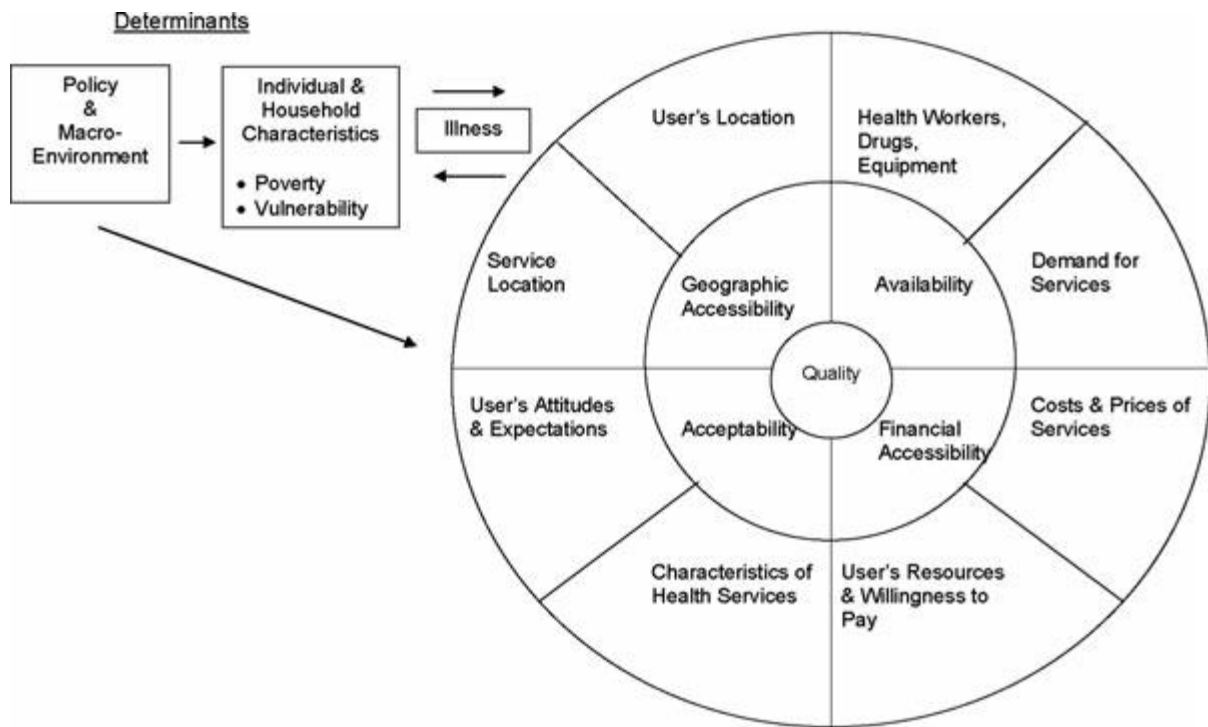 Determinants
Policy
&
Macro-
Environment
Individual &
Household
Characteristics
• Poverty
• Vulnerability
Illness
User's Location
Health Workers,
Drugs,
Equipment
Service
Location
Geographic
Accessibility
Availability
Demand for
Services
Quality
User's Attitudes
& Expectations
Acceptability
Financial
Accessibility
Costs & Prices of
Services
Characteristics of
Health Services
User's Resources
& Willingness to
Pay